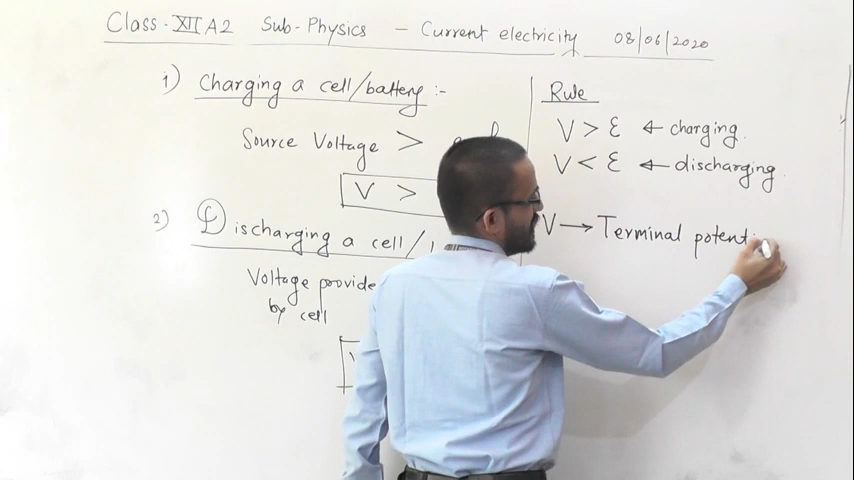 Class-XII A2 Sub-Physics - Current electricity 08/06/2020
1) Charging a cell/battery :-
Source Voltage >
V >
2) Discharging a cell/
Voltage provide
by cell
Rule
V > ℰ ← charging.
V < ℰ ← discharging.
V → Terminal potent